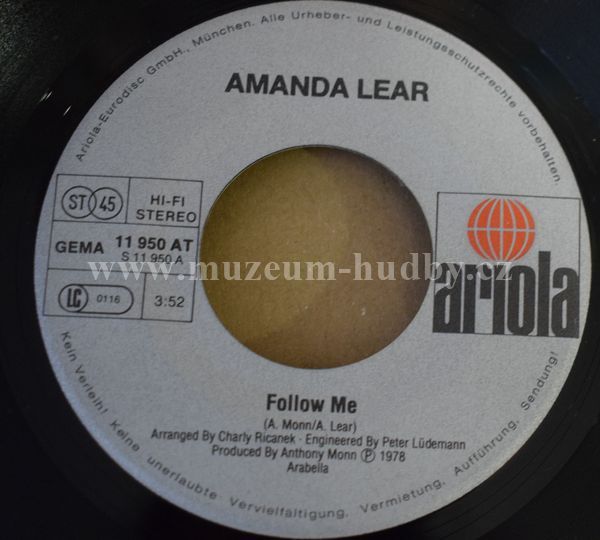 Ariola-Eurodisc GmbH., München. Alle Urheber- und Leistungsschutzrechte vorbehalten
AMANDA LEAR
ST 45
HI-FI
STEREO
GEMA
11 950 AT
S 11 950 A
LC 0116
3:52
ariola
www.muzeum-hudby.cz
Follow Me
(A. Monn/A. Lear)
Arranged By Charly Ricanek · Engineered By Peter Lüdemann
Produced By Anthony Monn Ⓟ 1978
Arabella
Kein Verleih! Keine unerlaubte Vervielfältigung, Vermietung, Aufführung, Sendung!